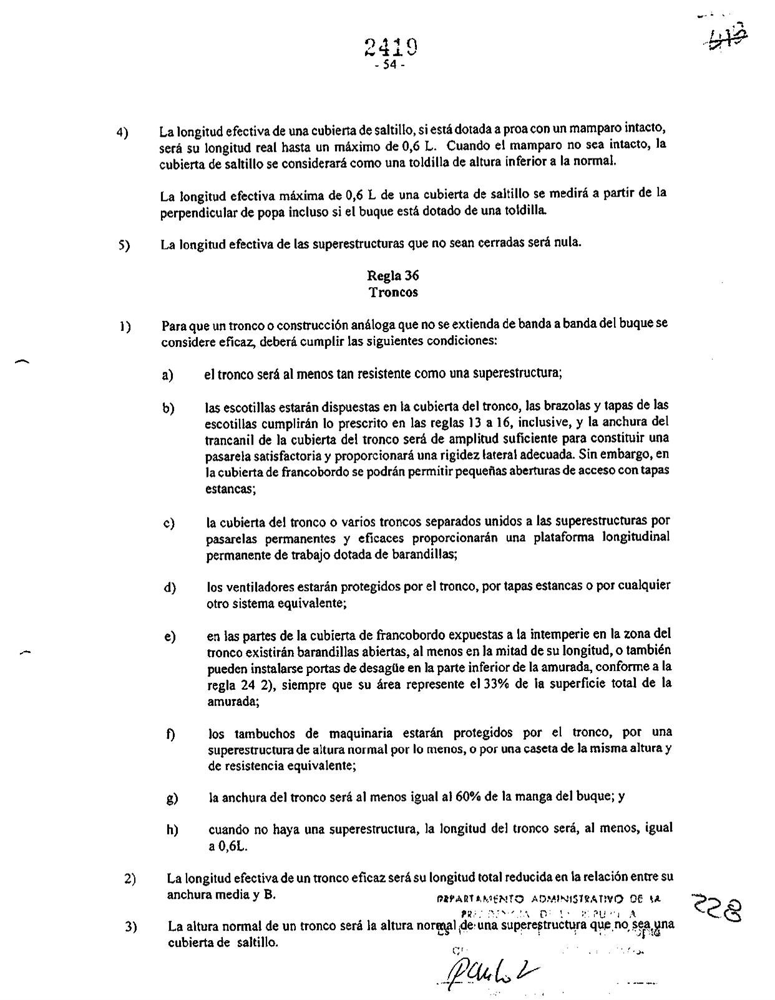 2419
- 54 -
4) La longitud efectiva de una cubierta de saltillo, si está dotada a proa con un mamparo intacto,
será su longitud real hasta un máximo de 0,6 L. Cuando el mamparo no sea intacto, la
cubierta de saltillo se considerará como una toldilla de altura inferior a la normal.
La longitud efectiva máxima de 0,6 L de una cubierta de saltillo se medirá a partir de la
perpendicular de popa incluso si el buque está dotado de una toldilla.
5) La longitud efectiva de las superestructuras que no sean cerradas será nula.
Regla 36
Troncos
1) Para que un tronco o construcción análoga que no se extienda de banda a banda del buque se
considere eficaz, deberá cumplir las siguientes condiciones:
a) el tronco será al menos tan resistente como una superestructura;
b) las escotillas estarán dispuestas en la cubierta del tronco, las brazolas y tapas de las
escotillas cumplirán lo prescrito en las reglas 13 a 16, inclusive, y la anchura del
trancanil de la cubierta del tronco será de amplitud suficiente para constituir una
pasarela satisfactoria y proporcionará una rigidez lateral adecuada. Sin embargo, en
la cubierta de francobordo se podrán permitir pequeñas aberturas de acceso con tapas
estancas;
c) la cubierta del tronco o varios troncos separados unidos a las superestructuras por
pasarelas permanentes y eficaces proporcionarán una plataforma longitudinal
permanente de trabajo dotada de barandillas;
d) los ventiladores estarán protegidos por el tronco, por tapas estancas o por cualquier
otro sistema equivalente;
e) en las partes de la cubierta de francobordo expuestas a la intemperie en la zona del
tronco existirán barandillas abiertas, al menos en la mitad de su longitud, o también
pueden instalarse portas de desagüe en la parte inferior de la amurada, conforme a la
regla 24 2), siempre que su área represente el 33% de la superficie total de la
amurada;
f) los tambuchos de maquinaria estarán protegidos por el tronco, por una
superestructura de altura normal por lo menos, o por una caseta de la misma altura y
de resistencia equivalente;
g) la anchura del tronco será al menos igual al 60% de la manga del buque; y
h) cuando no haya una superestructura, la longitud del tronco será, al menos, igual
a 0,6L.
2) La longitud efectiva de un tronco eficaz será su longitud total reducida en la relación entre su
anchura media y B.
DEPARTAMENTO ADMINISTRATIVO DE LA
228
3) La altura normal de un tronco será la altura normal de una superestructura que no sea una
cubierta de saltillo.